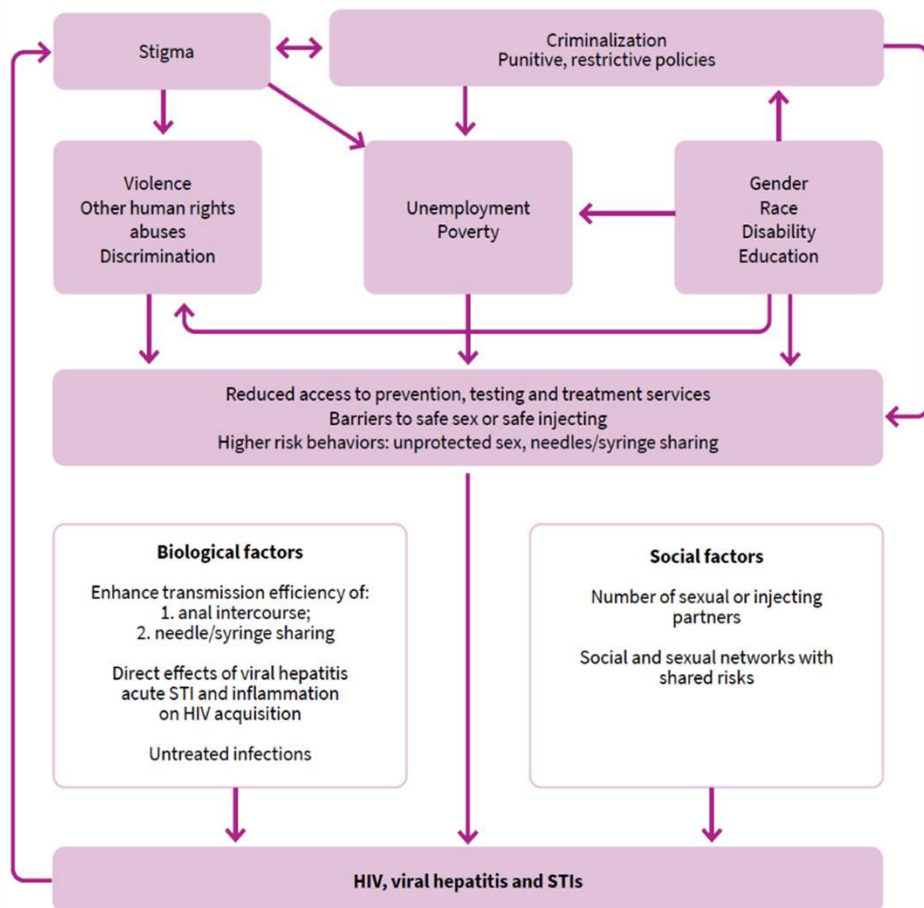 Stigma
Criminalization
Punitive, restrictive policies
Violence
Other human rights
abuses
Discrimination
Unemployment
Poverty
Gender
Race
Disability
Education
Reduced access to prevention, testing and treatment services
Barriers to safe sex or safe injecting
Higher risk behaviors: unprotected sex, needles/syringe sharing
Biological factors
Enhance transmission efficiency of:
1. anal intercourse;
2. needle/syringe sharing
Direct effects of viral hepatitis
acute STI and inflammation
on HIV acquisition
Untreated infections
Social factors
Number of sexual or injecting
partners
Social and sexual networks with
shared risks
HIV, viral hepatitis and STIs